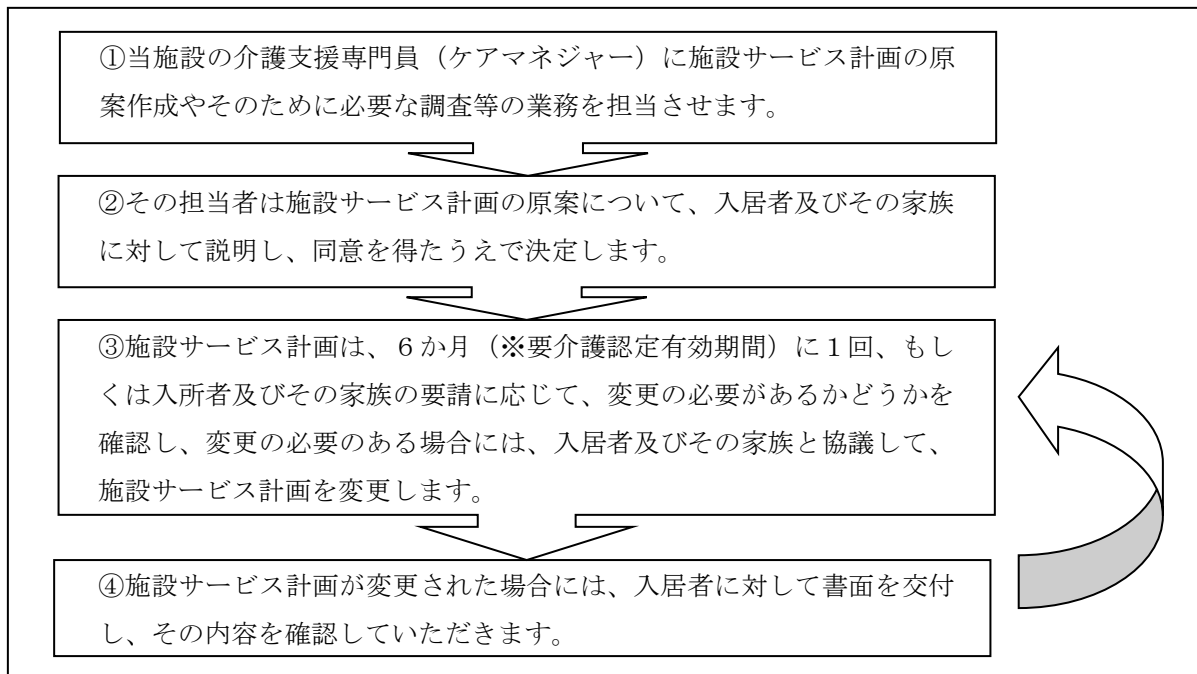 ①当施設の介護支援専門員（ケアマネジャー）に施設サービス計画の原
案作成やそのために必要な調査等の業務を担当させます。
②その担当者は施設サービス計画の原案について、入居者及びその家族
に対して説明し、同意を得たうえで決定します。
③施設サービス計画は、６か月（※要介護認定有効期間）に１回、もし
くは入所者及びその家族の要請に応じて、変更の必要があるかどうかを
確認し、変更の必要のある場合には、入居者及びその家族と協議して、
施設サービス計画を変更します。
④施設サービス計画が変更された場合には、入居者に対して書面を交付
し、その内容を確認していただきます。